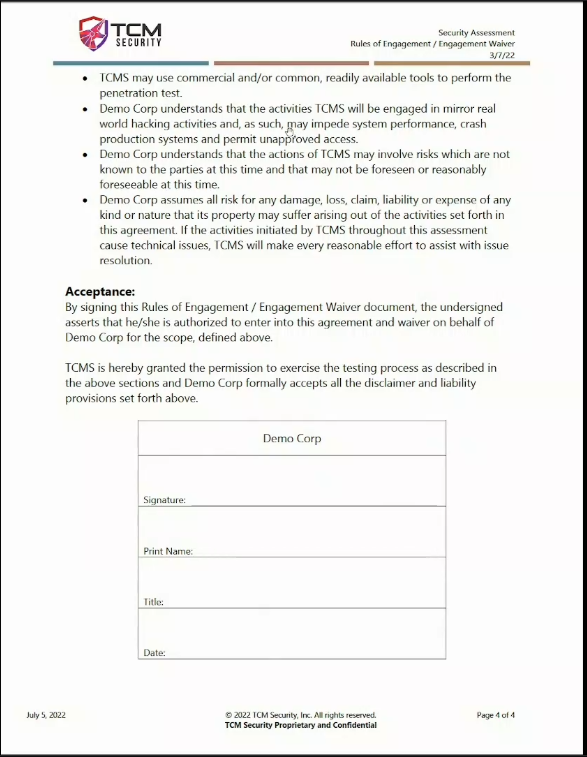 TCM
SECURITY
Security Assessment
Rules of Engagement / Engagement Waiver
3/7/22
• TCMS may use commercial and/or common, readily available tools to perform the
penetration test.
• Demo Corp understands that the activities TCMS will be engaged in mirror real
world hacking activities and, as such, may impede system performance, crash
production systems and permit unapproved access.
• Demo Corp understands that the actions of TCMS may involve risks which are not
known to the parties at this time and that may not be foreseen or reasonably
foreseeable at this time.
• Demo Corp assumes all risk for any damage, loss, claim, liability or expense of any
kind or nature that its property may suffer arising out of the activities set forth in
this agreement. If the activities initiated by TCMS throughout this assessment
cause technical issues, TCMS will make every reasonable effort to assist with issue
resolution.
Acceptance:
By signing this Rules of Engagement / Engagement Waiver document, the undersigned
asserts that he/she is authorized to enter into this agreement and waiver on behalf of
Demo Corp for the scope, defined above.
TCMS is hereby granted the permission to exercise the testing process as described in
the above sections and Demo Corp formally accepts all the disclaimer and liability
provisions set forth above.
Demo Corp
Signature:
Print Name:
Title:
Date:
July 5, 2022
© 2022 TCM Security, Inc. All rights reserved.
TCM Security Proprietary and Confidential
Page 4 of 4